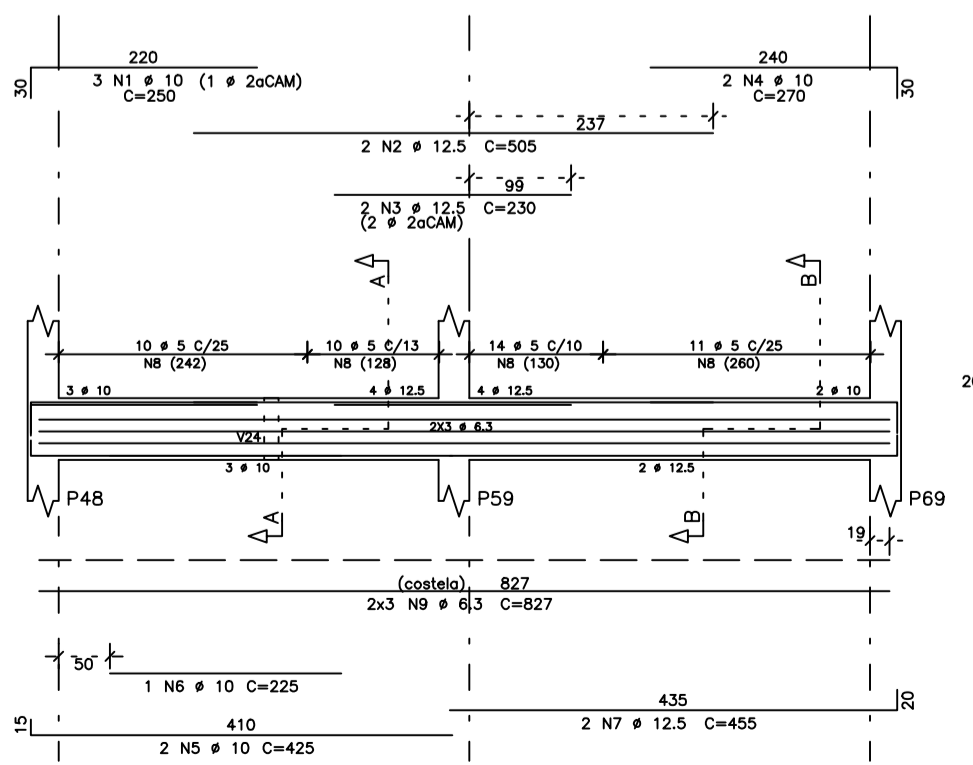 220
240
30
3 N1 ø 10 (1 ø 2aCAM)
C=250
2 N4 ø 10
C=270
30
237
2 N2 ø 12.5 C=505
99
2 N3 ø 12.5 C=230
(2 ø 2aCAM)
A
B
10 ø 5 C/25
10 ø 5 C/13
14 ø 5 C/10
11 ø 5 C/25
N8 (242)
N8 (128)
N8 (130)
N8 (260)
3 ø 10
4 ø 12.5
4 ø 12.5
2 ø 10
2X3 ø 6.3
V24
3 ø 10
2 ø 12.5
P48
P59
P69
A
B
19
(costela) 827
2x3 N9 ø 6.3 C=827
50
1 N6 ø 10 C=225
435
20
2 N7 ø 12.5 C=455
15
410
2 N5 ø 10 C=425